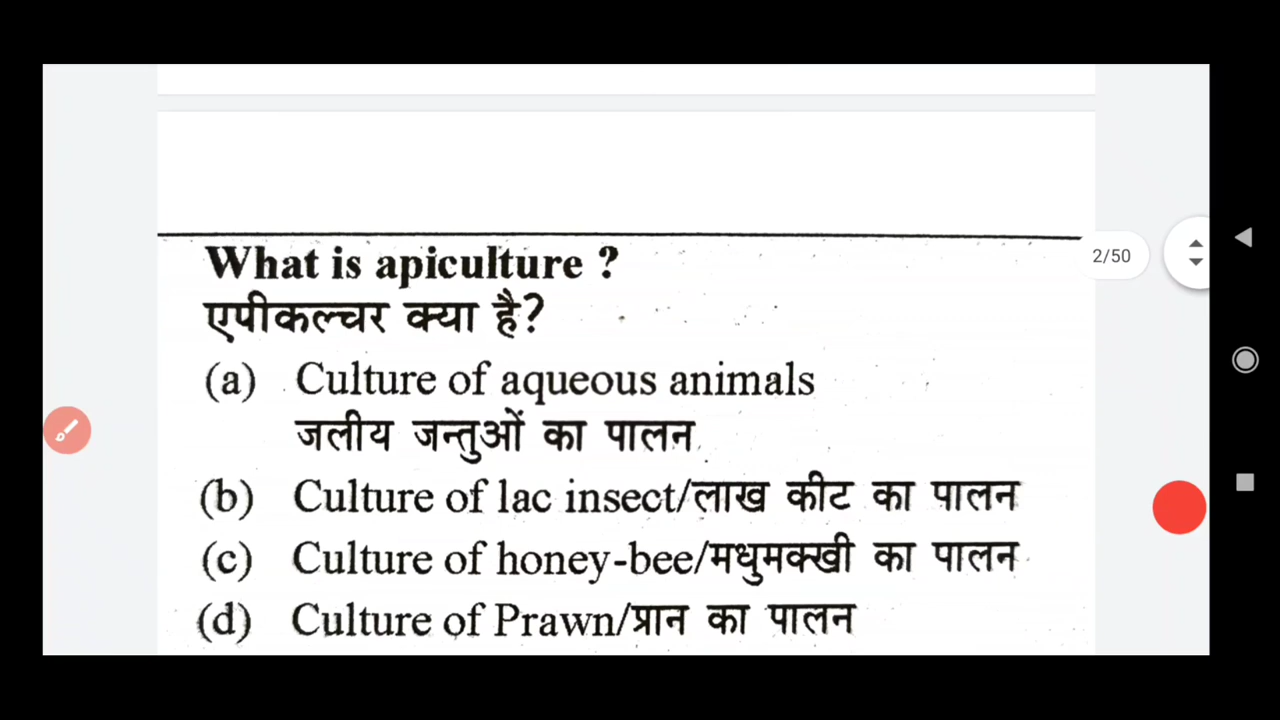 What is apiculture ?
एपीकल्चर क्या है?
(a) Culture of aqueous animals
जलीय जन्तुओं का पालन
(b) Culture of lac insect/लाख कीट का पालन
(c) Culture of honey-bee/मधुमक्खी का पालन
(d) Culture of Prawn/प्रान का पालन
2/50